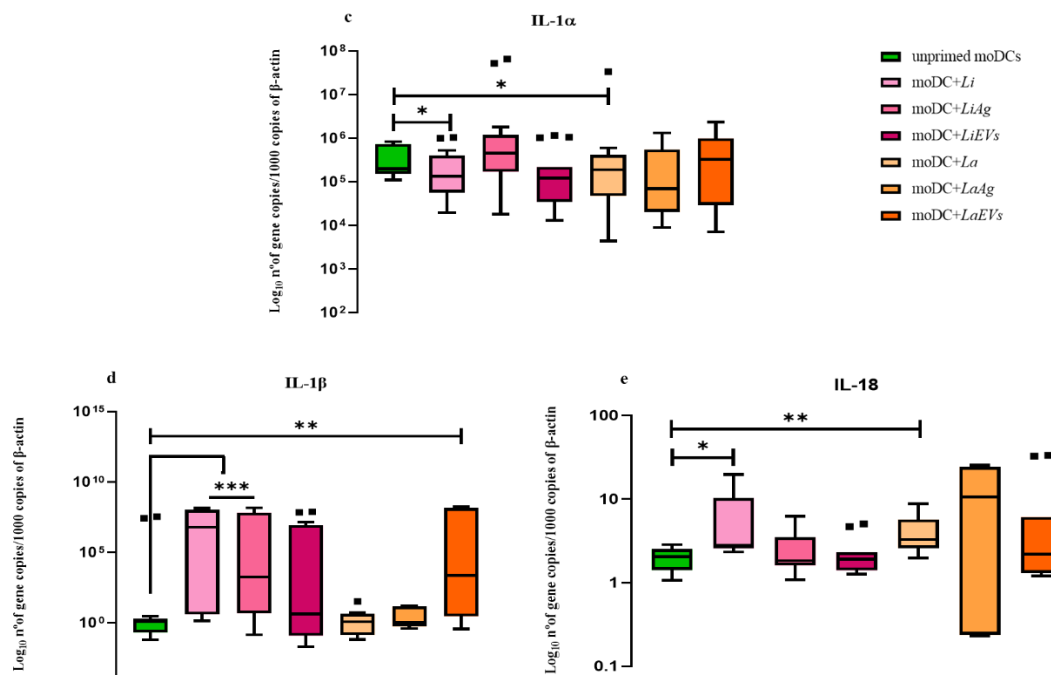 c
IL-1α
Log₁₀ nº of gene copies/1000 copies of β-actin
10⁸
10⁷
10⁶
10⁵
10⁴
10³
10²
*
*
unprimed moDCs
moDC+Li
moDC+LiAg
moDC+LiEVs
moDC+La
moDC+LaAg
moDC+LaEVs
d
IL-1β
Log₁₀ nº of gene copies/1000 copies of β-actin
10¹⁵
10¹⁰
10⁵
10⁰
**
***
e
IL-18
Log₁₀ nº of gene copies/1000 copies of β-actin
100
10
1
0.1
**
*